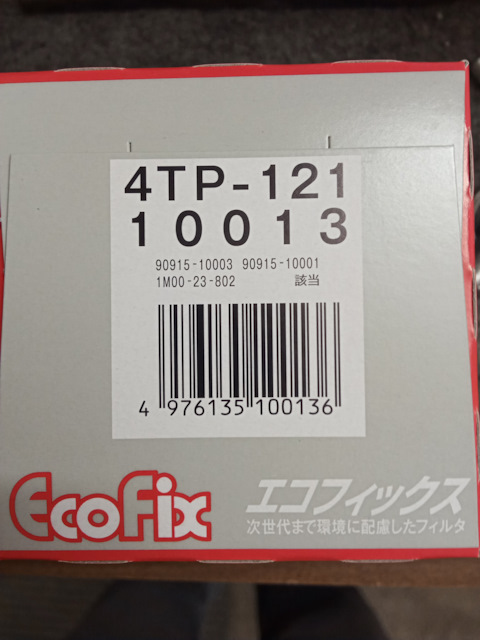 4TP-121
10013
90915-10003 90915-10001
1M00-23-802 該当
4 976135 100136
EcoFix
エコフィックス
次世代まで環境に配慮したフィルタ